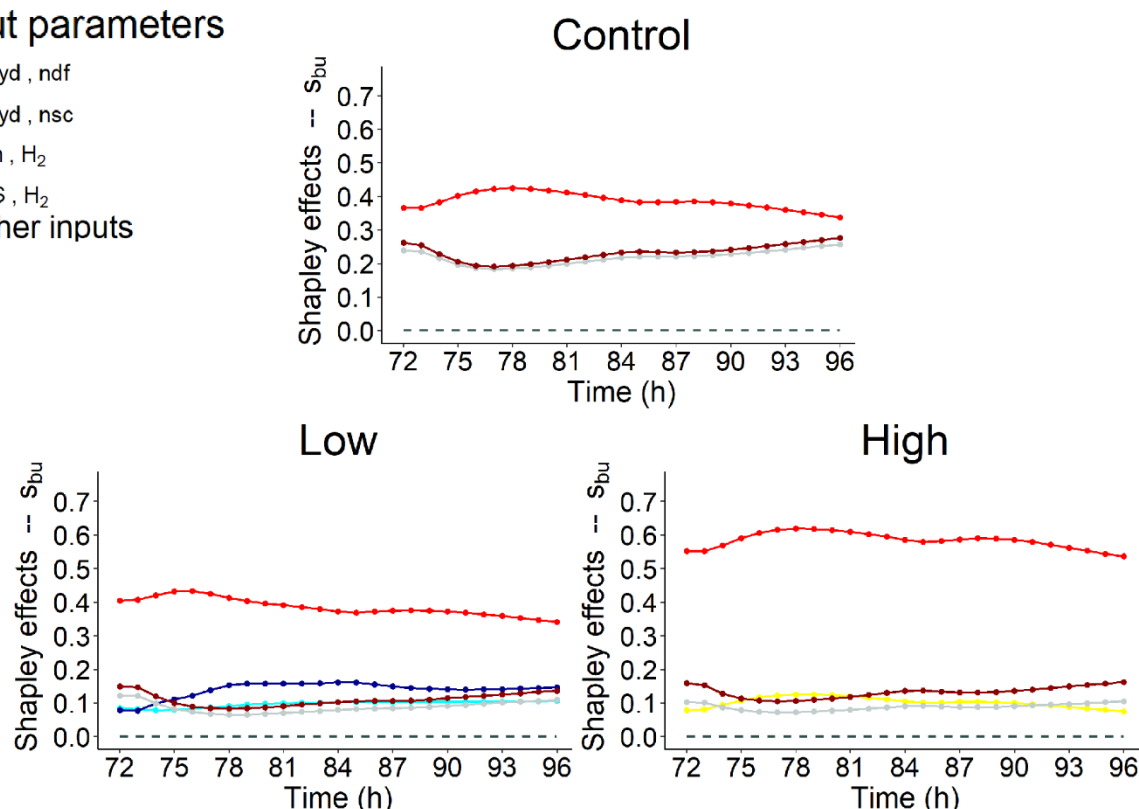 ut parameters
yd , ndf
yd , nsc
, H₂
, H₂
her inputs
Control
Shapley effects -- s_bu
0.7
0.6
0.5
0.4
0.3
0.2
0.1
0.0
72 75 78 81 84 87 90 93 96
Time (h)
Low
Shapley effects -- s_bu
0.7
0.6
0.5
0.4
0.3
0.2
0.1
0.0
72 75 78 81 84 87 90 93 96
Time (h)
High
Shapley effects -- s_bu
0.7
0.6
0.5
0.4
0.3
0.2
0.1
0.0
72 75 78 81 84 87 90 93 96
Time (h)